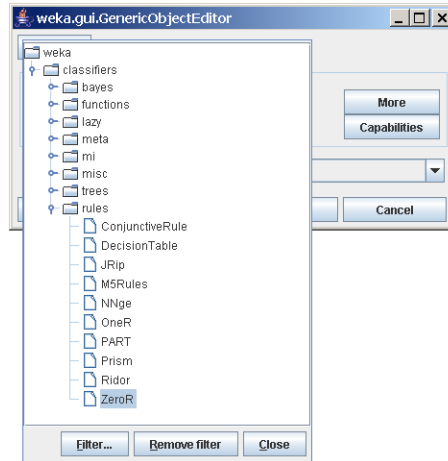 weka.gui.GenericObjectEditor
weka
classifiers
bayes
functions
lazy
meta
mi
misc
trees
rules
ConjunctiveRule
DecisionTable
JRip
M5Rules
NNge
OneR
PART
Prism
Ridor
ZeroR
More
Capabilities
Cancel
Filter... Remove filter Close